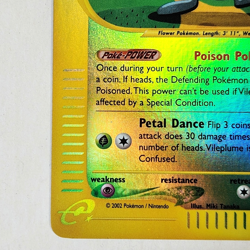 Flower Pokémon. Length: 3' 11", We
Poké-POWER Poison Pol
Once during your turn (before your attac
a coin. If heads, the Defending Pokémon
Poisoned. This power can't be used if Vile
affected by a Special Condition.
Petal Dance Flip 3 coins
attack does 30 damage times
number of heads. Vileplume is
Confused.
weakness resistance retrea
Illus. Miki Tanaka
e © 2002 Pokémon / Nintendo